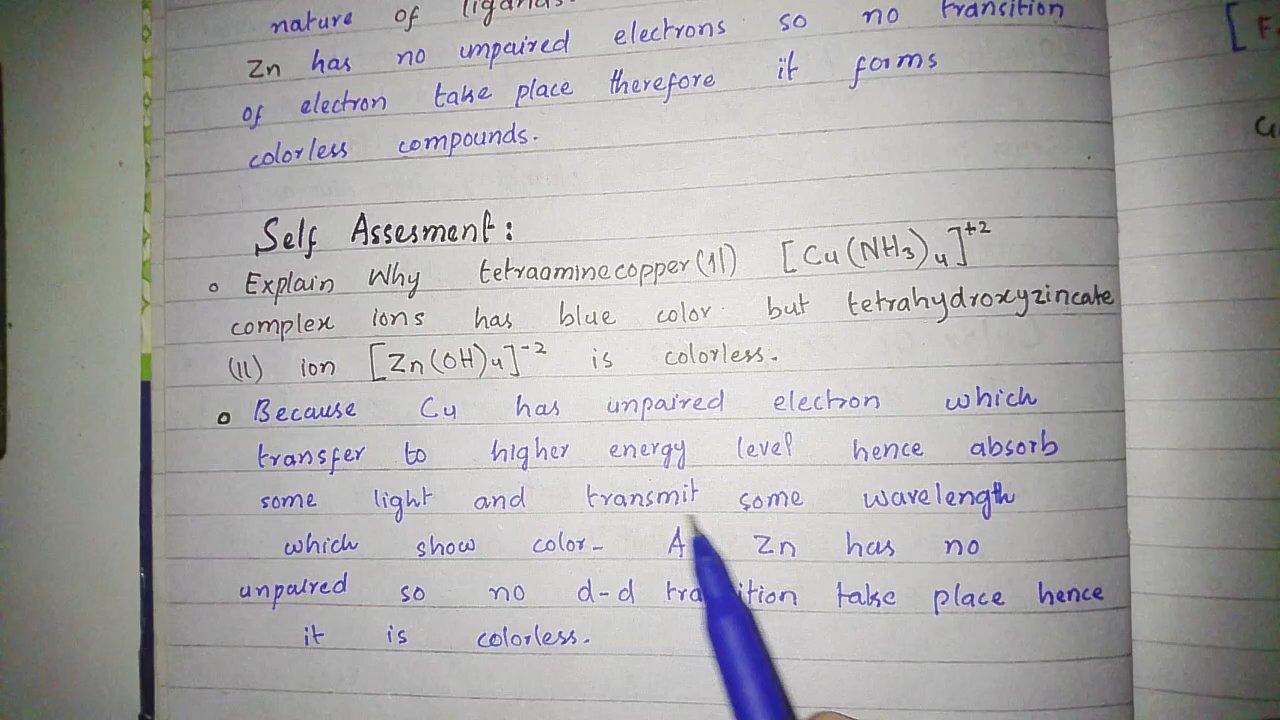 nature of ligands.
Zn has no unpaired electrons so no transition
of electron take place therefore it forms
colorless compounds.
Self Assesment:
Explain Why tetraaminecopper(II) [Cu(NH3)4]+2
complex ions has blue color but tetrahydroxyzincate
(II) ion [Zn(OH)4]-2 is colorless.
Because Cu has unpaired electron which
transfer to higher energy level hence absorb
some light and transmit some wavelength
which show color. Zn has no
unpaired so no d-d transition take place hence
it is colorless.